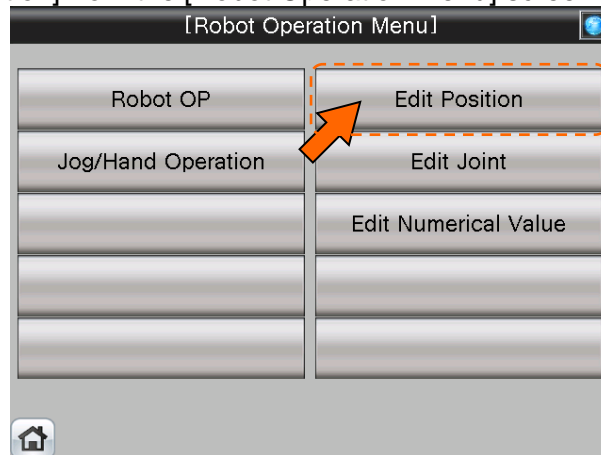 [Robot Operation Menu]
Robot OP
Edit Position
Jog/Hand Operation
Edit Joint
Edit Numerical Value